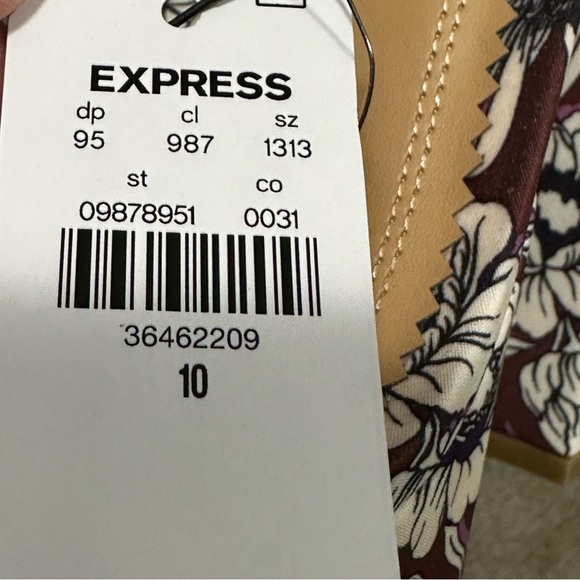 EXPRESS
dp cl sz
95 987 1313
st co
09878951 0031
36462209
10